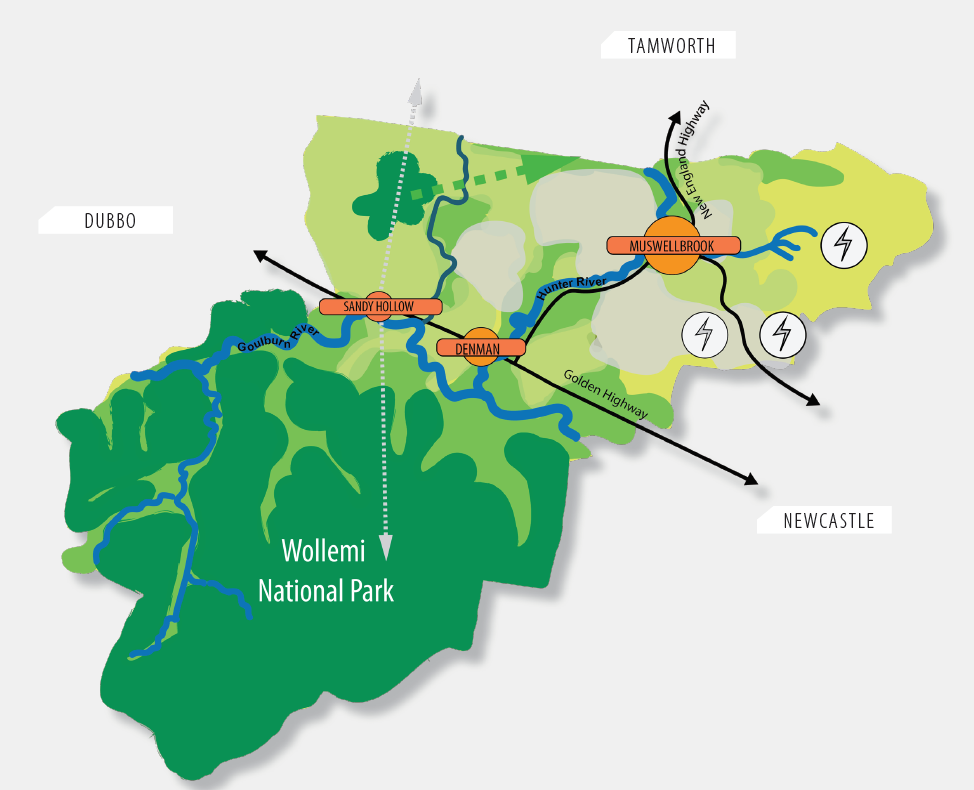 TAMWORTH
New England Highway
New
DUBBO
MUSWELLBROOK
Hunter River
SANDY HOLLOW
Goulburn River
DENMAN
Golden Highway
NEWCASTLE
Wollemi
National Park